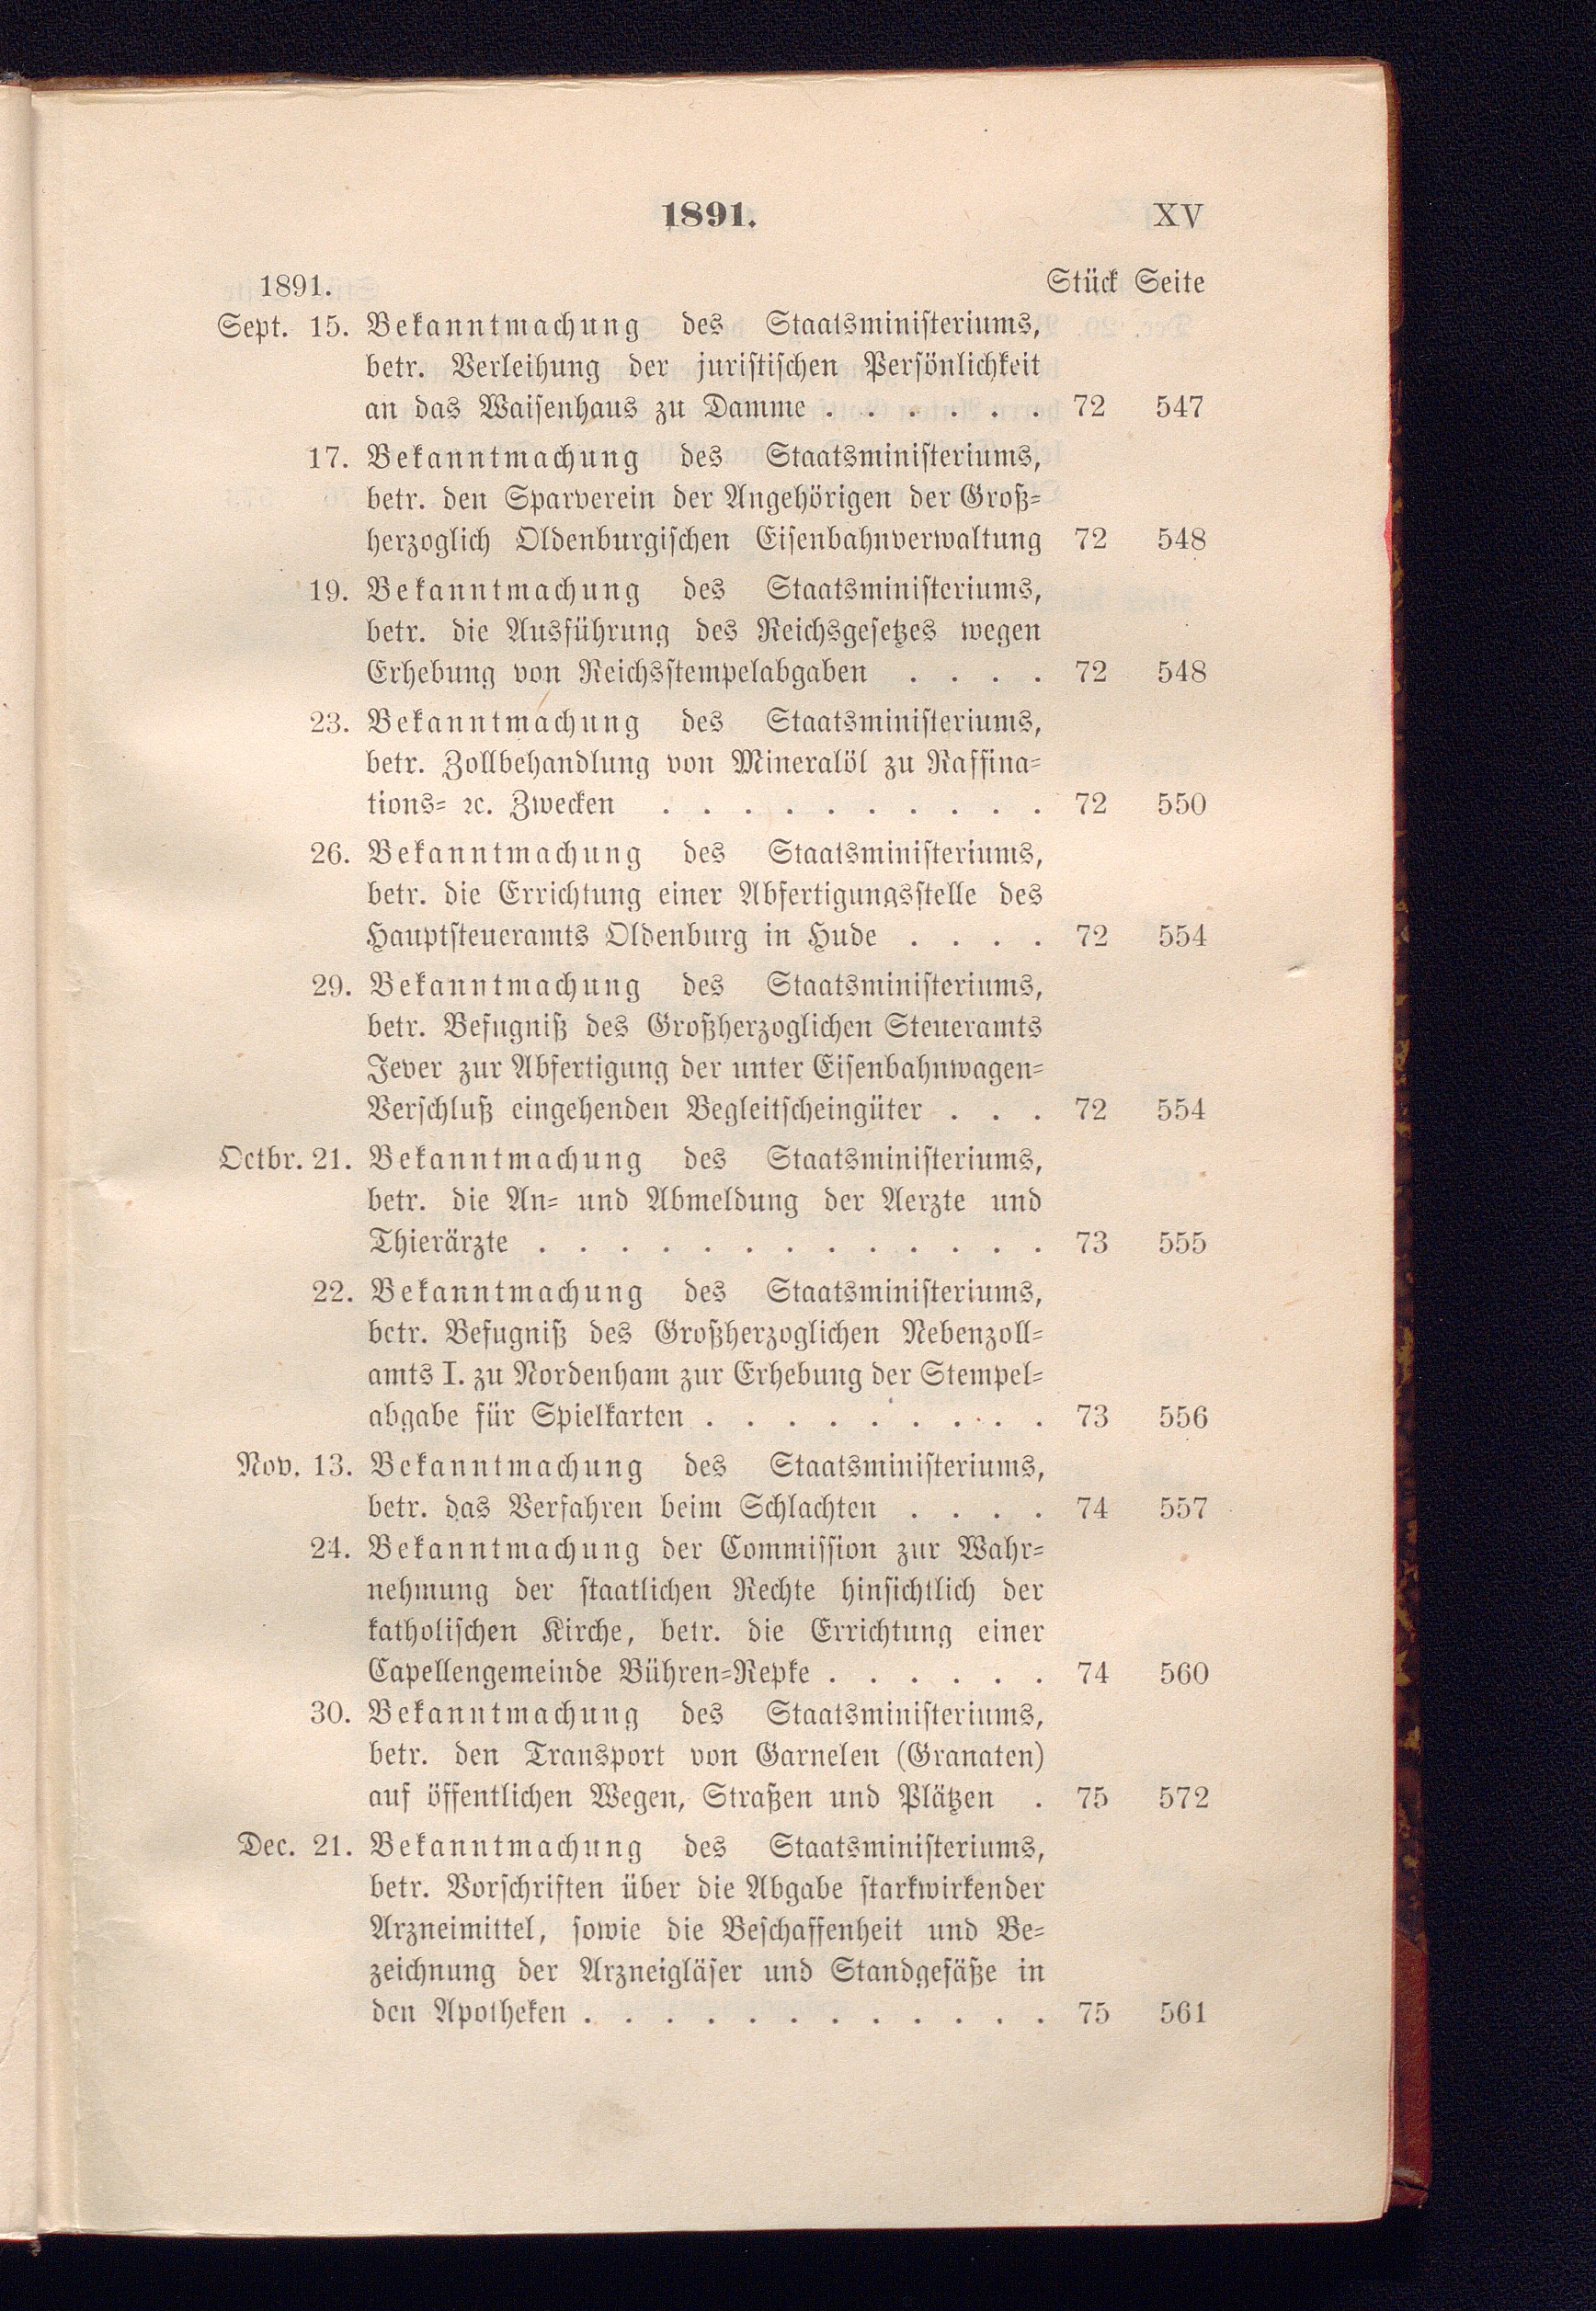 1891. XV
1891. Stück Seite
Sept. 15. Bekanntmachung des Staatsministeriums,
betr. Verleihung der juristischen Persönlichkeit
an das Waisenhaus zu Damme . . . . . . 72 547
17. Bekanntmachung des Staatsministeriums,
betr. den Sparverein der Angehörigen der Groß-
herzoglich Oldenburgischen Eisenbahnverwaltung 72 548
19. Bekanntmachung des Staatsministeriums,
betr. die Ausführung des Reichsgesetzes wegen
Erhebung von Reichsstempelabgaben . . . . 72 548
23. Bekanntmachung des Staatsministeriums,
betr. Zollbehandlung von Mineralöl zu Raffina-
tions- ꝛc. Zwecken . . . . . . . . . . 72 550
26. Bekanntmachung des Staatsministeriums,
betr. die Errichtung einer Abfertigungsstelle des
Hauptsteueramts Oldenburg in Hude . . . . 72 554
29. Bekanntmachung des Staatsministeriums,
betr. Befugniß des Großherzoglichen Steueramts
Jever zur Abfertigung der unter Eisenbahnwagen-
Verschluß eingehenden Begleitscheingüter . . . 72 554
Octbr. 21. Bekanntmachung des Staatsministeriums,
betr. die An- und Abmeldung der Aerzte und
Thierärzte . . . . . . . . . . . . . 73 555
22. Bekanntmachung des Staatsministeriums,
betr. Befugniß des Großherzoglichen Nebenzoll-
amts I. zu Nordenham zur Erhebung der Stempel-
abgabe für Spielkarten . . . . . . . . . 73 556
Nov. 13. Bekanntmachung des Staatsministeriums,
betr. das Verfahren beim Schlachten . . . . 74 557
24. Bekanntmachung der Commission zur Wahr-
nehmung der staatlichen Rechte hinsichtlich der
katholischen Kirche, betr. die Errichtung einer
Capellengemeinde Bühren-Repke . . . . . . 74 560
30. Bekanntmachung des Staatsministeriums,
betr. den Transport von Garnelen (Granaten)
auf öffentlichen Wegen, Straßen und Plätzen . 75 572
Dec. 21. Bekanntmachung des Staatsministeriums,
betr. Vorschriften über die Abgabe starkwirkender
Arzneimittel, sowie die Beschaffenheit und Be-
zeichnung der Arzneigläser und Standgefäße in
den Apotheken . . . . . . . . . . . . 75 561